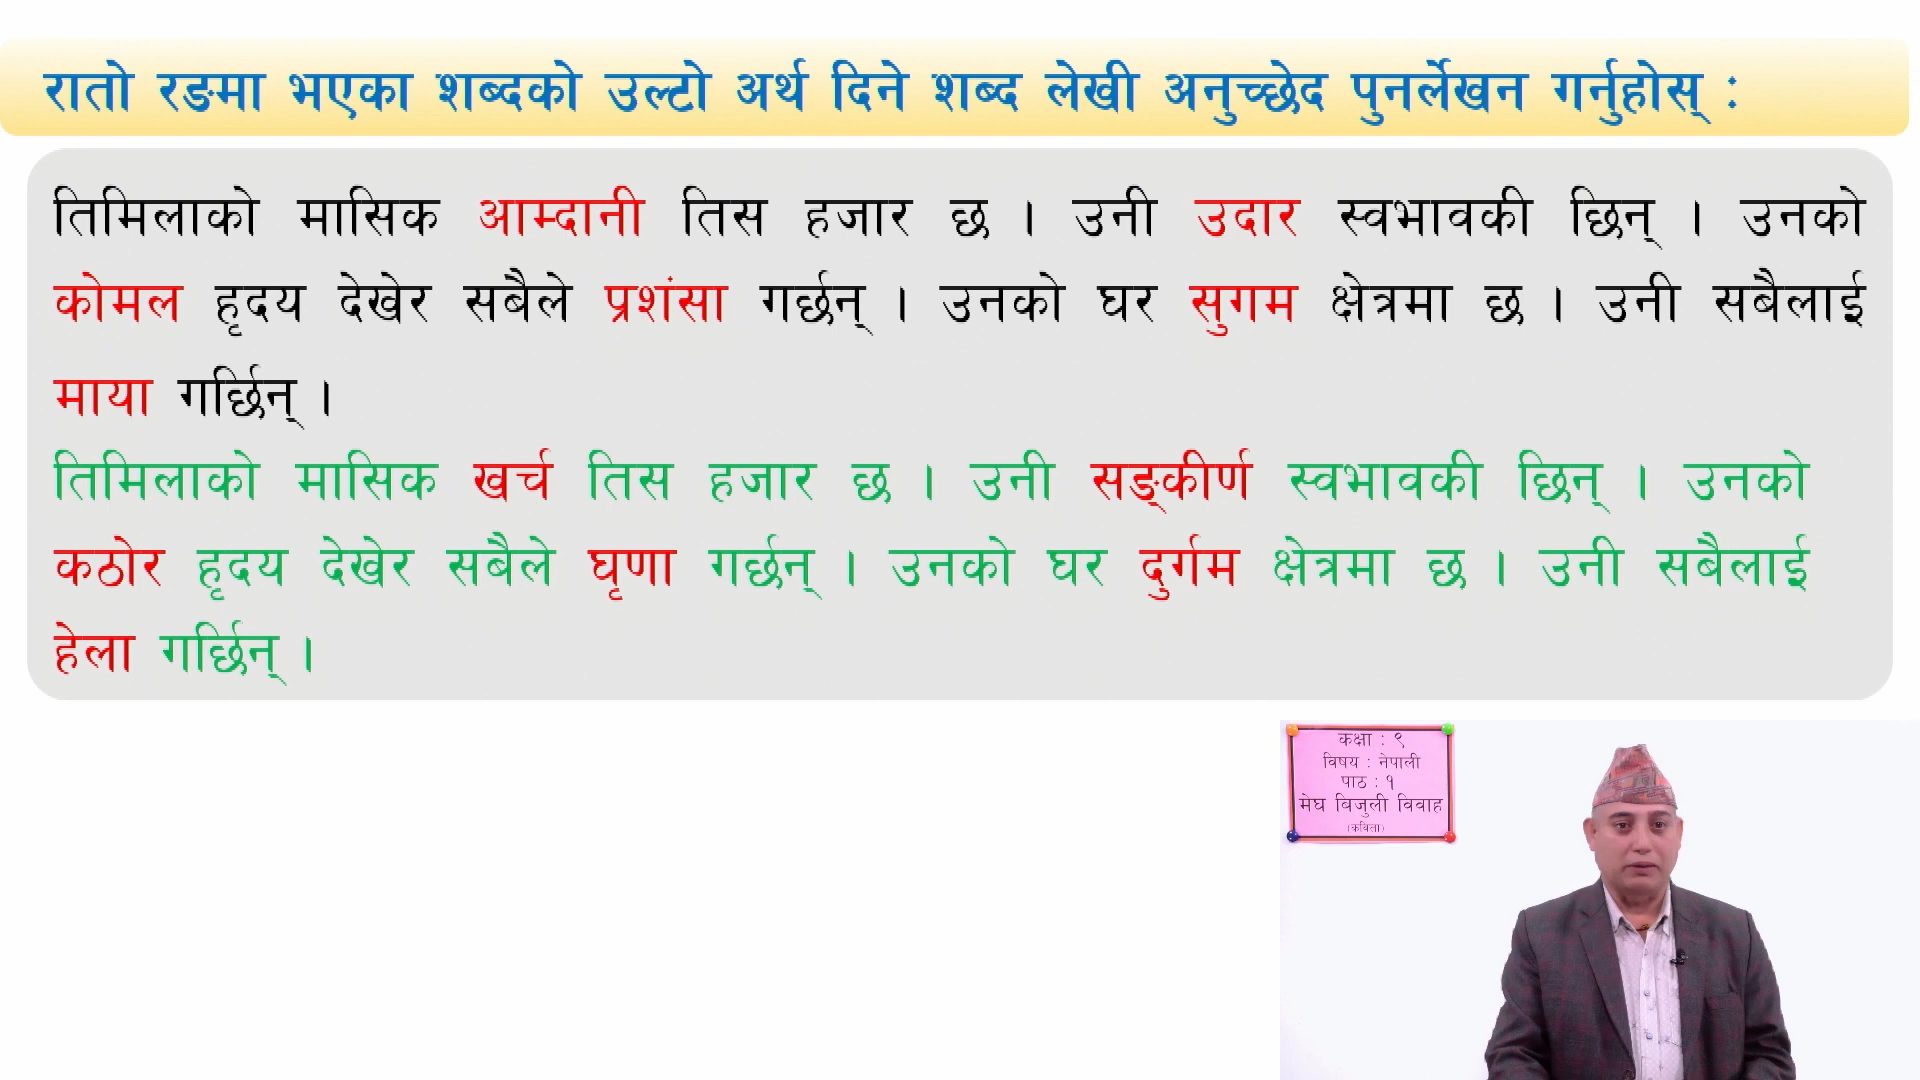 रातो रङमा भएका शब्दको उल्टो अर्थ दिने शब्द लेखी अनुच्छेद पुनर्लेखन गर्नुहोस् :
तिमिलाको मासिक आम्दानी तिस हजार छ । उनी उदार स्वभावकी छिन् । उनको
कोमल हृदय देखेर सबैले प्रशंसा गर्छन् । उनको घर सुगम क्षेत्रमा छ । उनी सबैलाई
माया गर्छिन् ।
तिमिलाको मासिक खर्च तिस हजार छ । उनी सङ्कीर्ण स्वभावकी छिन् । उनको
कठोर हृदय देखेर सबैले घृणा गर्छन् । उनको घर दुर्गम क्षेत्रमा छ । उनी सबैलाई
हेला गर्छिन् ।
कक्षा : ९
विषय : नेपाली
पाठ : १
मेघ बिजुली विवाह
(कविता)